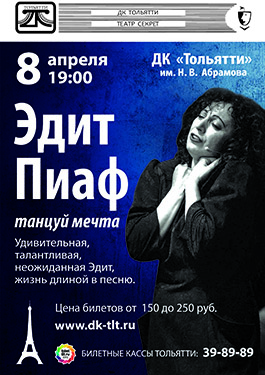 ТОЛЬЯТТИ
ДК ТОЛЬЯТТИ
ТЕАТР СЕКРЕТ
8 апреля
19:00
ДК «Тольятти»
им. Н. В. Абрамова
Эдит
Пиаф
танцуй мечта
Удивительная,
талантливая,
неожиданная Эдит,
жизнь длиной в песню.
Цена билетов от 150 до 250 руб.
www.dk-tlt.ru
БИЛЕТНЫЕ КАССЫ ТОЛЬЯТТИ: 39-89-89